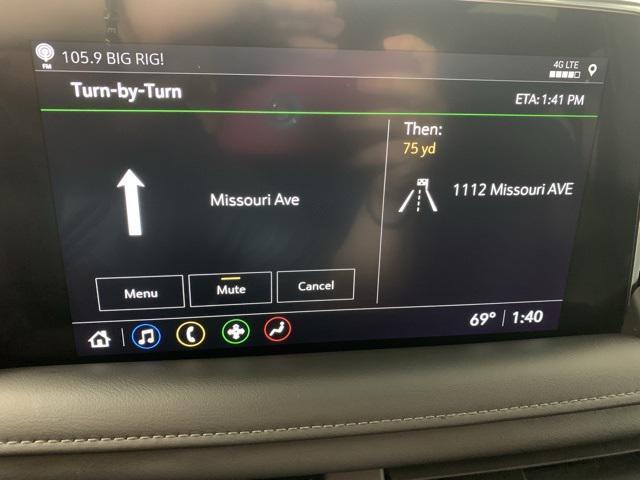 FM
105.9 BIG RIG!
4G LTE
Turn-by-Turn
ETA: 1:41 PM
Missouri Ave
Then:
75 yd
1112 Missouri AVE
Menu
Mute
Cancel
69° | 1:40